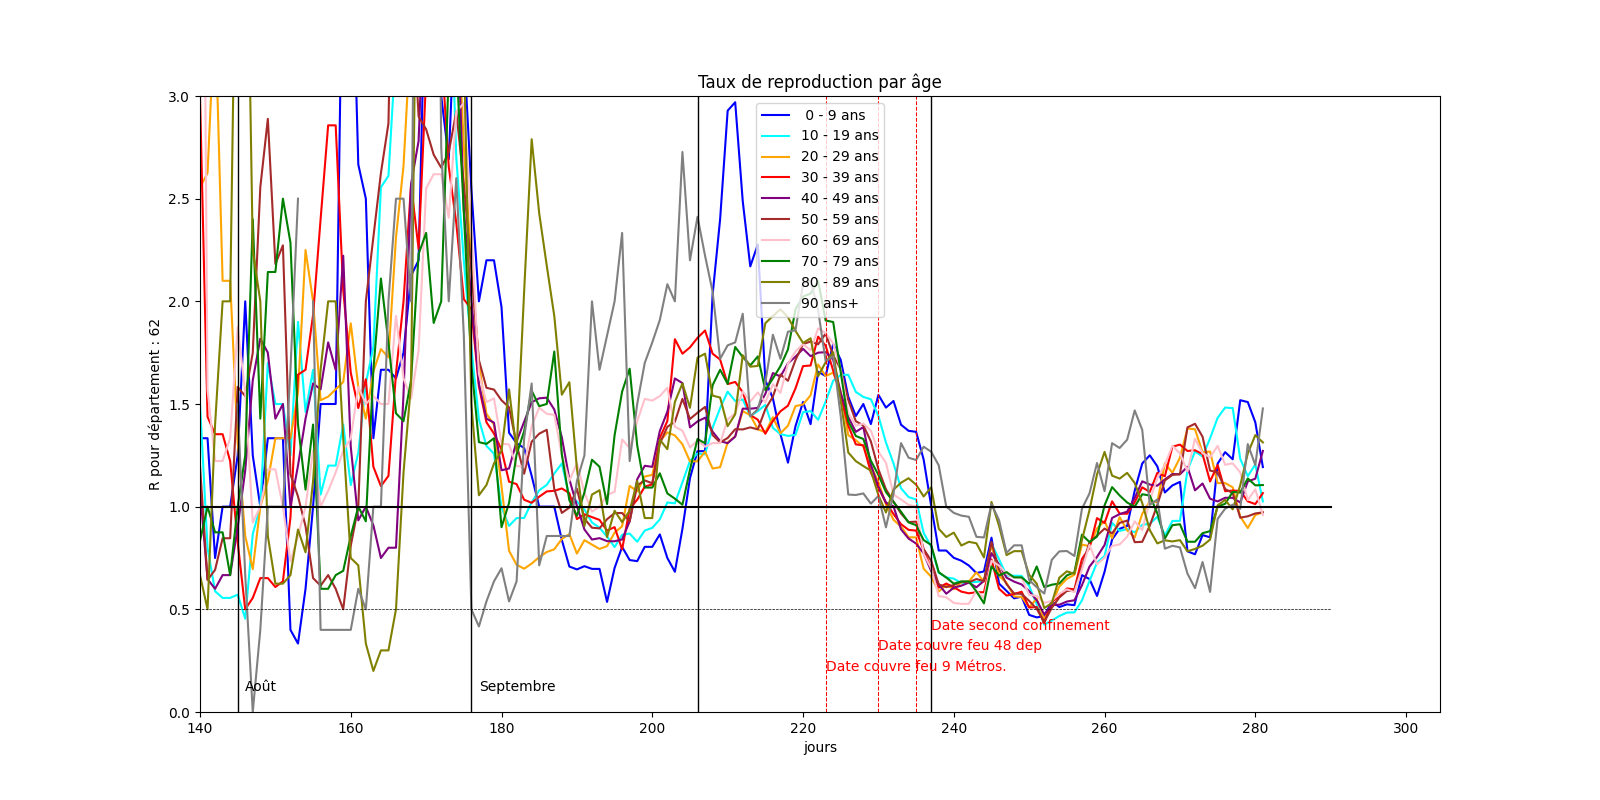 Taux de reproduction par âge
3.0
2.5
2.0
1.5
1.0
0.5
0.0
R pour département : 62
0 - 9 ans
10 - 19 ans
20 - 29 ans
30 - 39 ans
40 - 49 ans
50 - 59 ans
60 - 69 ans
70 - 79 ans
80 - 89 ans
90 ans+
Date second confinement
Date couvre feu 48 dep
Date couvre feu 9 Métros.
Août
Septembre
140
160
180
200
220
240
260
280
300
jours